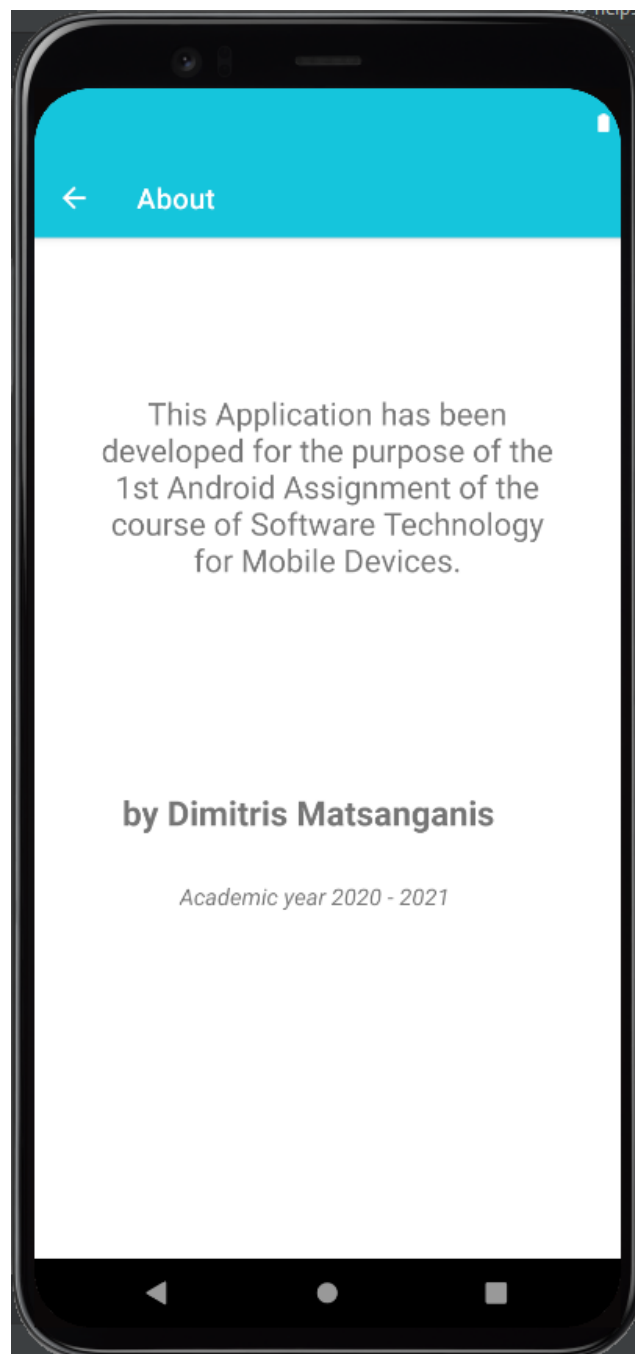 About
This Application has been
developed for the purpose of the
1st Android Assignment of the
course of Software Technology
for Mobile Devices.
by Dimitris Matsanganis
Academic year 2020 - 2021